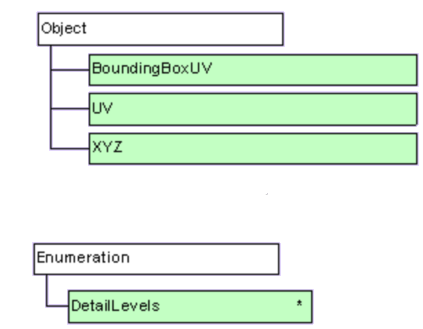 Object
BoundingBoxUV
UV
XYZ
Enumeration
DetailLevels *